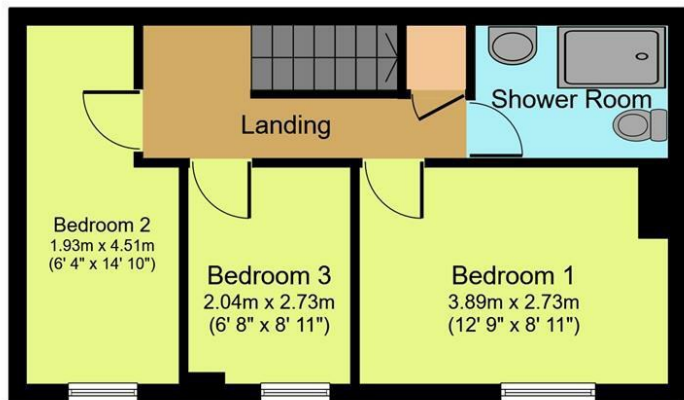 Shower Room
Landing
Bedroom 2
1.93m x 4.51m
(6' 4" x 14' 10")
Bedroom 3
2.04m x 2.73m
(6' 8" x 8' 11")
Bedroom 1
3.89m x 2.73m
(12' 9" x 8' 11")